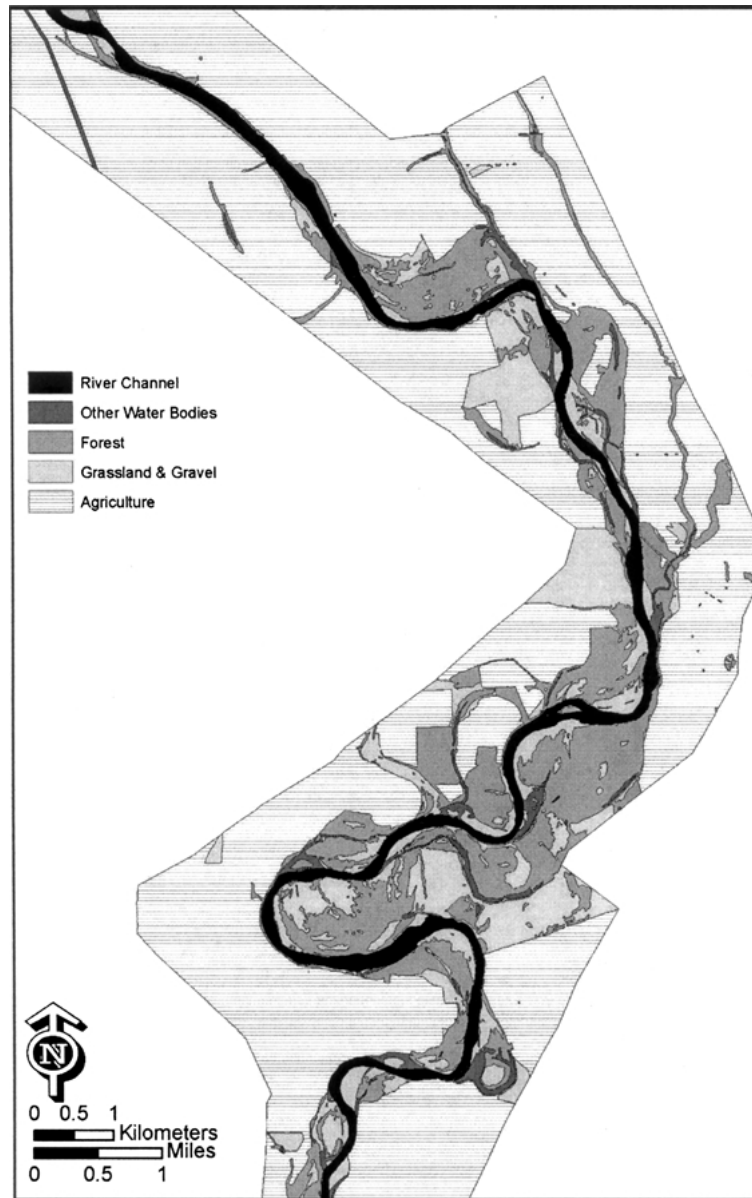 River Channel
Other Water Bodies
Forest
Grassland & Gravel
Agriculture
N
0 0.5 1
Kilometers
Miles
0 0.5 1